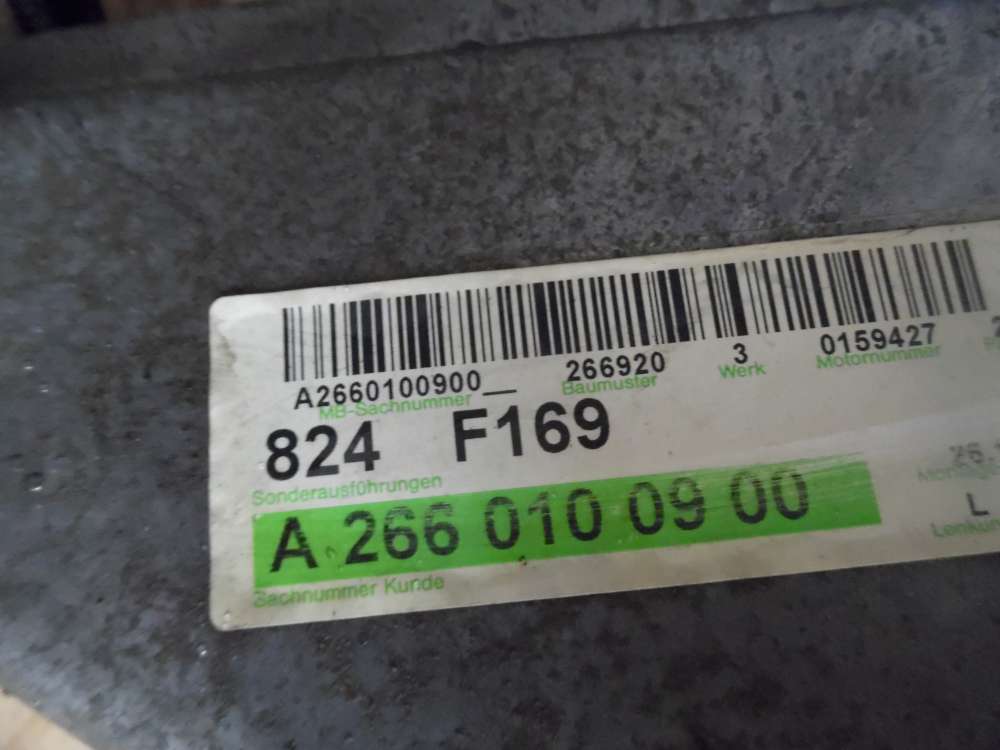 A2660100900__ 266920 3 0159427
MB-Sachnummer Baumuster Werk Motornummer
824 F169
Sonderausführungen
A 266 010 09 00
L
Sachnummer Kunde